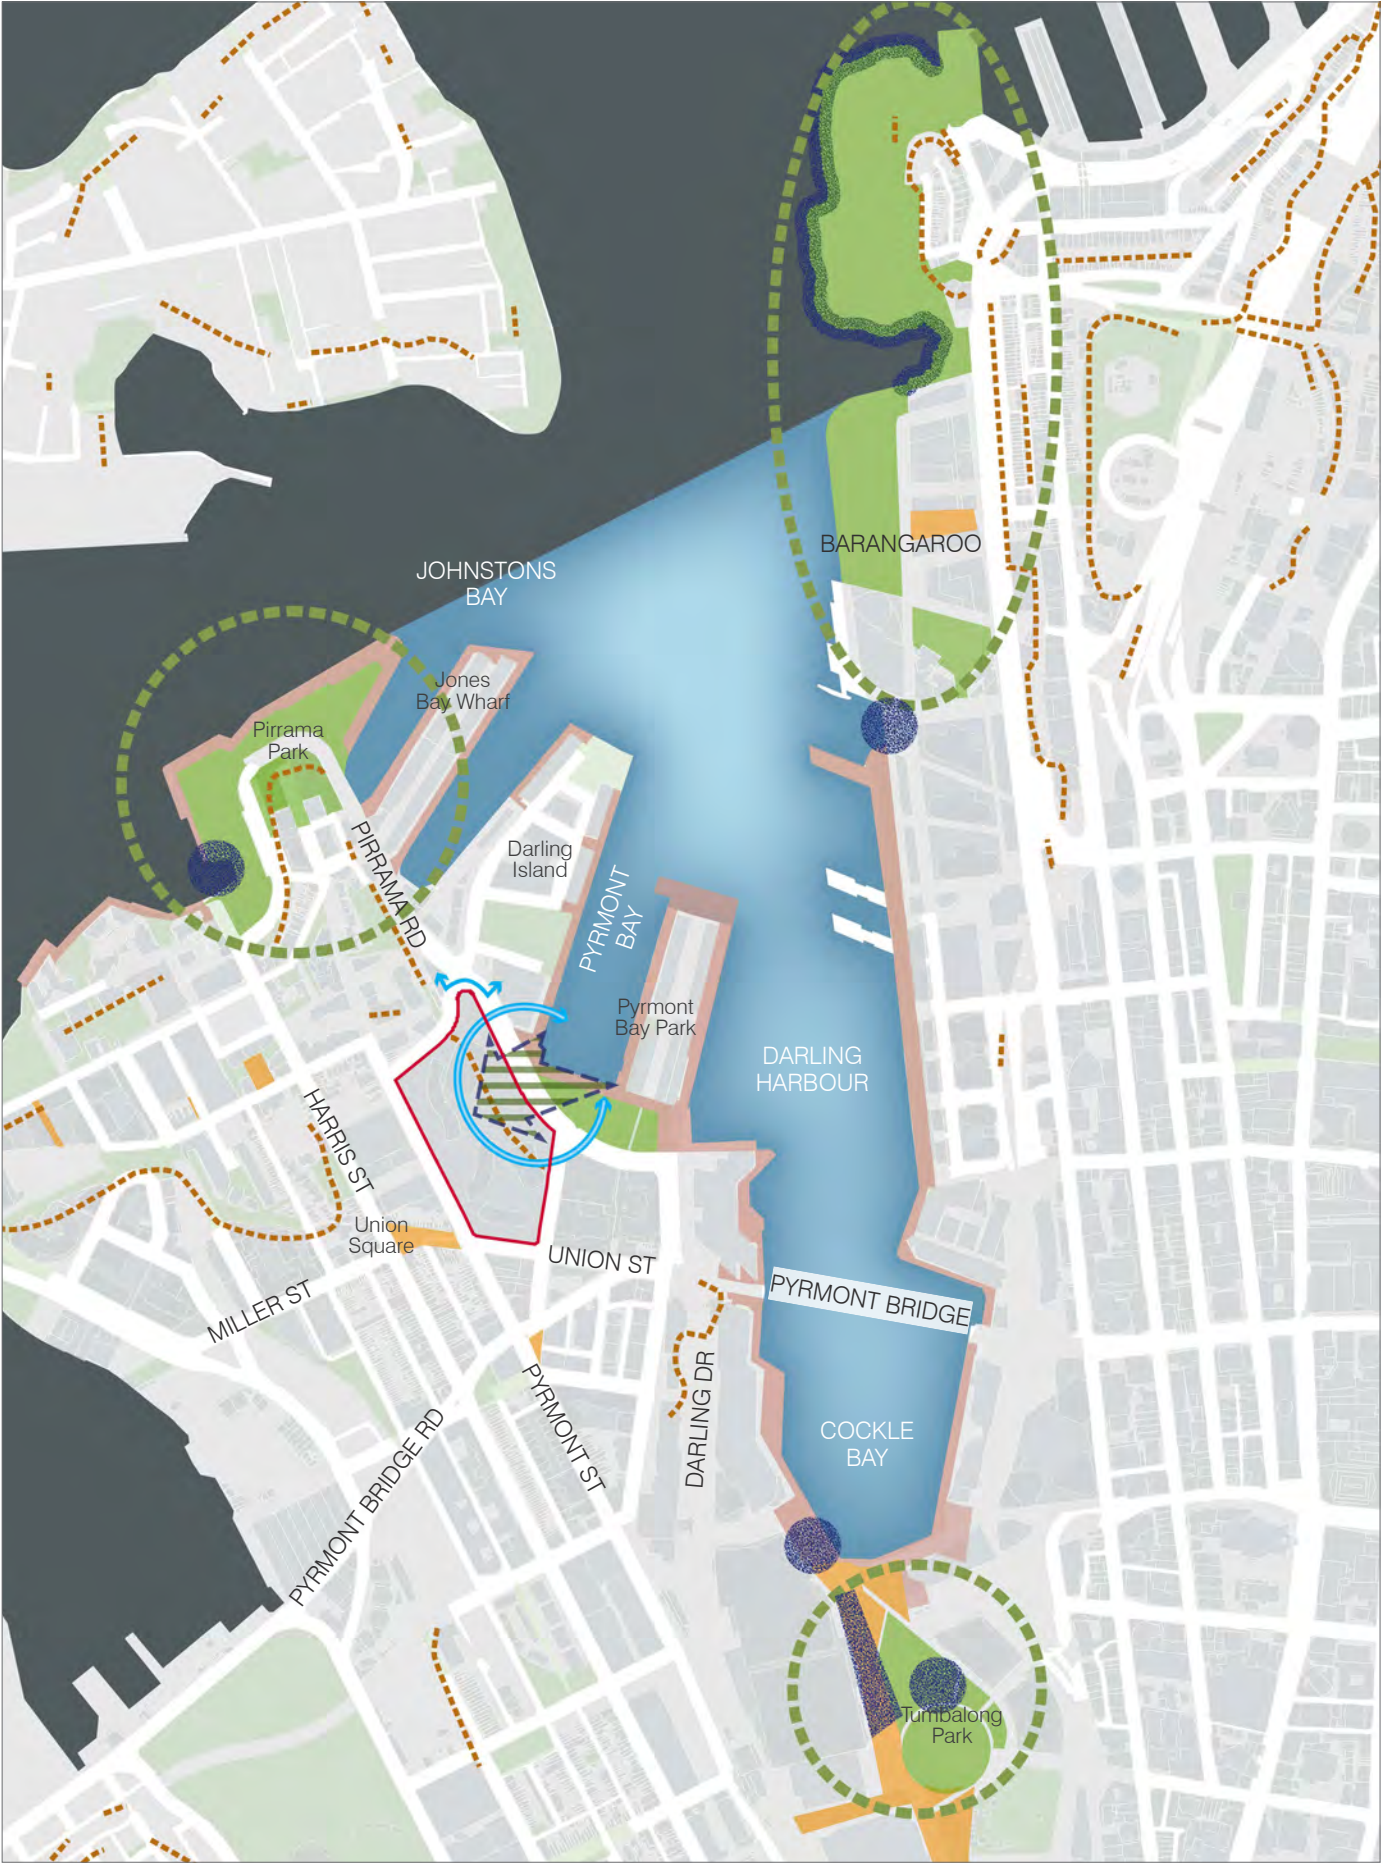 BARANGAROO
JOHNSTONS
BAY
Jones
Bay Wharf
Pirrama
Park
PIRRAMA RD
Darling
Island
PYRMONT
BAY
Pyrmont
Bay Park
DARLING
HARBOUR
HARRIS ST
Union
Square
UNION ST
MILLER ST
PYRMONT BRIDGE
PYRMONT ST
DARLING DR
PYRMONT BRIDGE RD
COCKLE
BAY
Tumbalong
Park